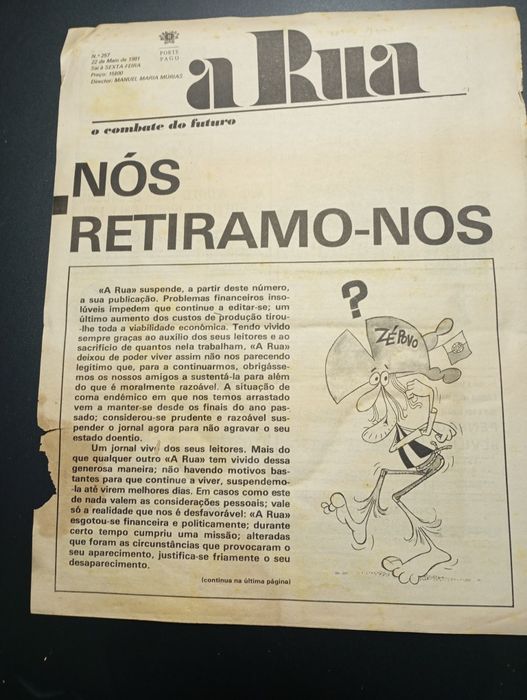 N.º 257
22 de Maio de 1981
Sai à SEXTA-FEIRA
Preço: 15$00
Director: MANUEL MARIA MÚRIAS
PORTE
PAGO
a Rua
o combate do futuro
NÓS
RETIRAMO-NOS
«A Rua» suspende, a partir deste número,
a sua publicação. Problemas financeiros inso-
lúveis impedem que continue a editar-se; um
último aumento dos custos de produção tirou-
-lhe toda a viabilidade econômica. Tendo vivido
sempre graças ao auxílio dos seus leitores e ao
sacrifício de quantos nela trabalham, «A Rua»
deixou de poder viver assim não nos parecendo
legítimo que, para a continuarmos, obrigásse-
mos os nossos amigos a sustentá-la para além
do que é moralmente razoável. A situação de
coma endémico em que nos temos arrastado
vem a manter-se desde os finais do ano pas-
sado; considerou-se prudente e razoável sus-
pender o jornal agora para não agravar o seu
estado doentio.
Um jornal vive dos seus leitores. Mais do
que qualquer outro «A Rua» tem vivido dessa
generosa maneira; não havendo motivos bas-
tantes para que continue a viver, suspendemo-
-la até virem melhores dias. Em casos como este
de nada valem as considerações pessoais; vale
só a realidade que nos é desfavorável: «A Rua»
esgotou-se financeira e politicamente; durante
certo tempo cumpriu uma missão; alteradas
que foram as circunstâncias que provocaram o
seu aparecimento, justifica-se friamente o seu
desaparecimento.
(continua na última página)
?
ZÉ POVO